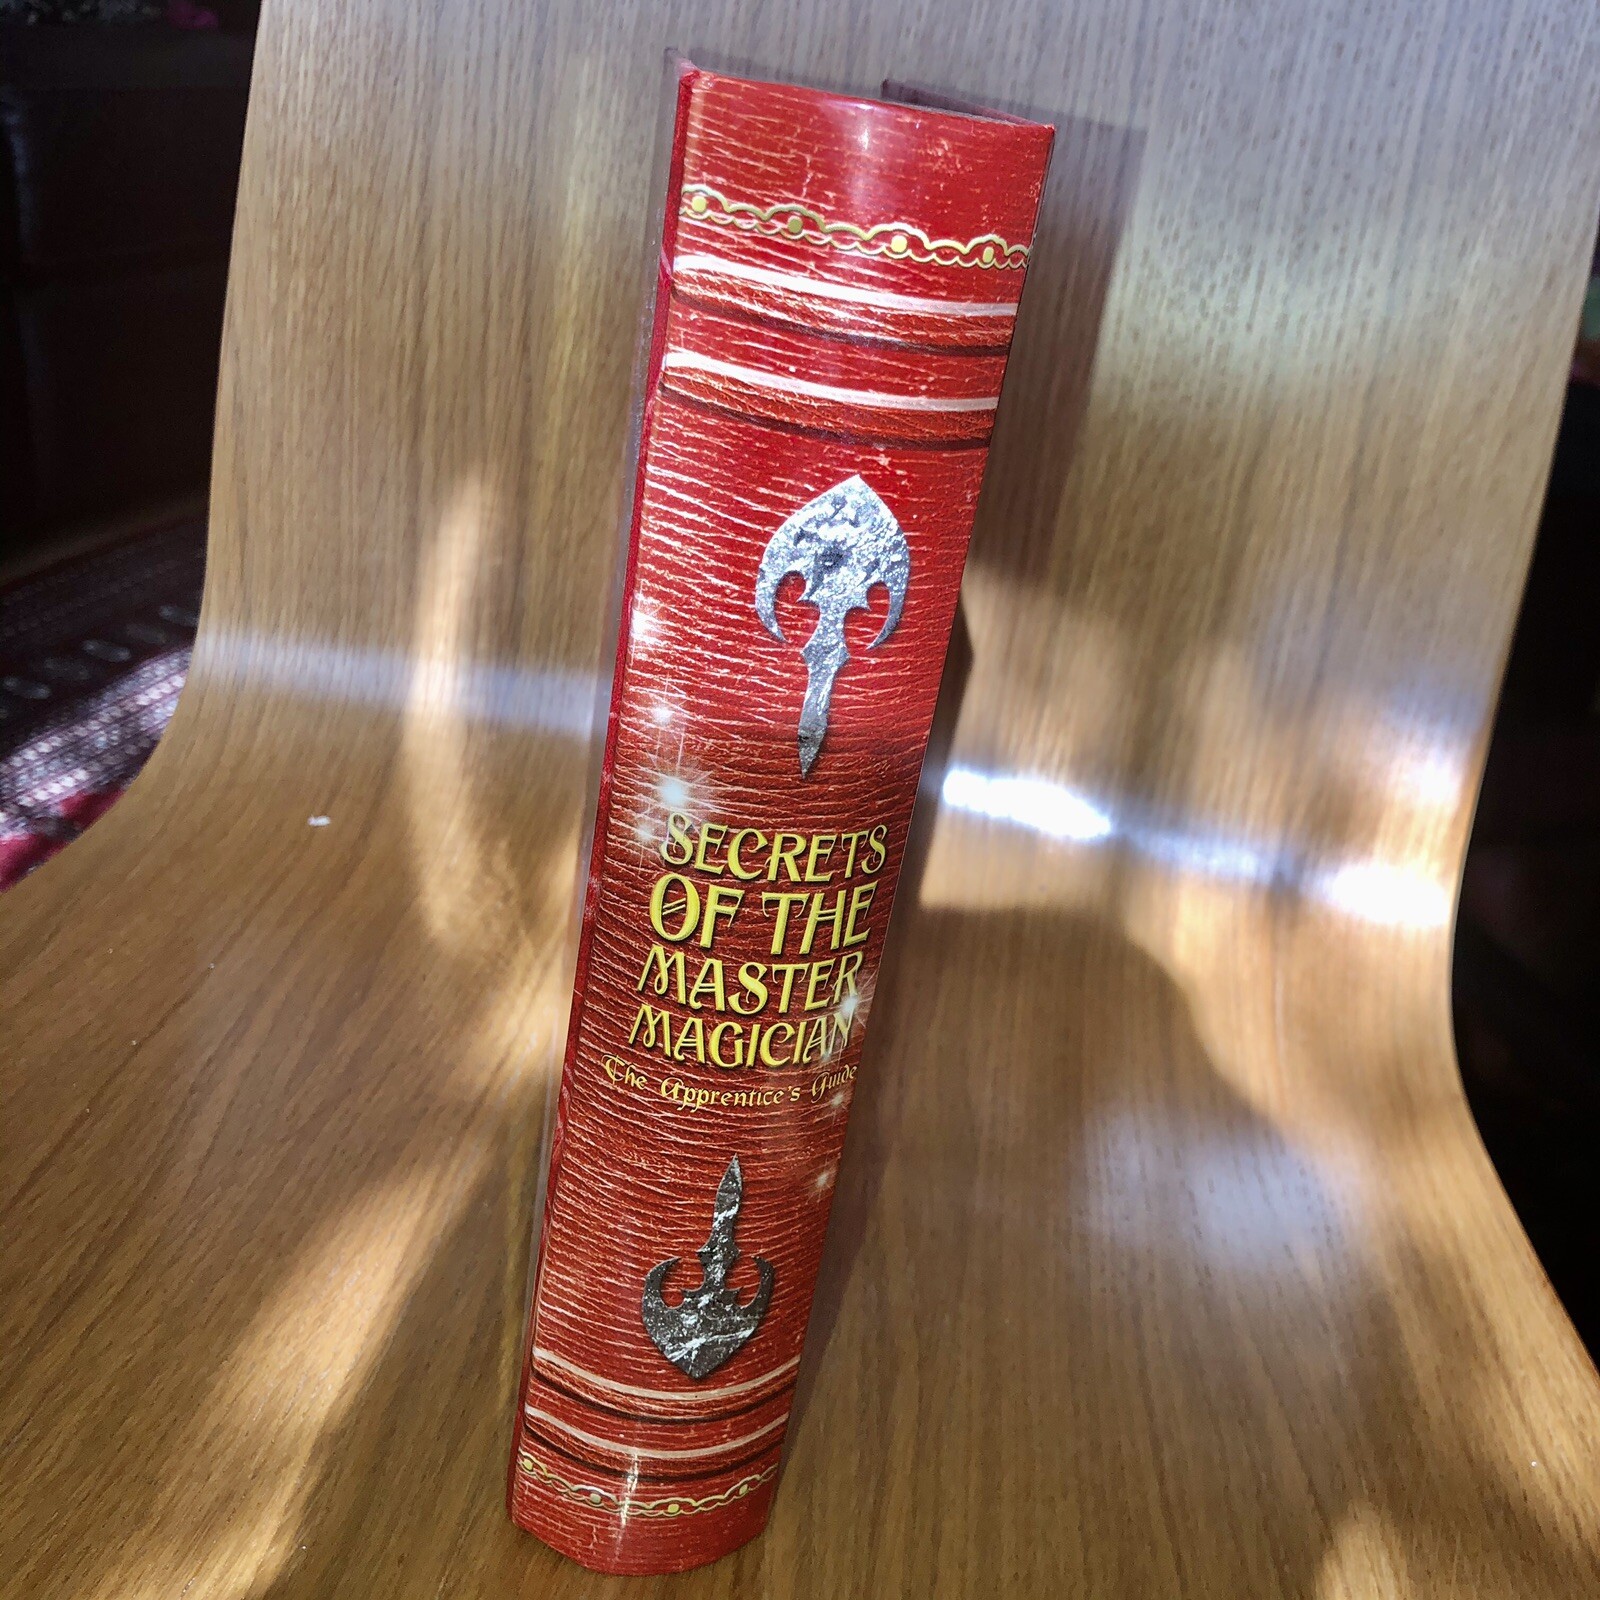 SECRETS
OF THE
MASTER
MAGICIAN
The Apprentice's Guide